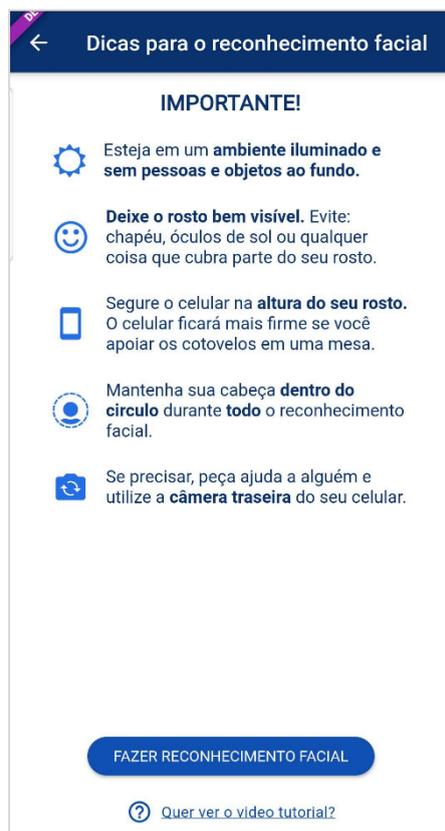 Dicas para o reconhecimento facial
IMPORTANTE!
Esteja em um ambiente iluminado e
sem pessoas e objetos ao fundo.
Deixe o rosto bem visível. Evite:
chapéu, óculos de sol ou qualquer
coisa que cubra parte do seu rosto.
Segure o celular na altura do seu rosto.
O celular ficará mais firme se você
apoiar os cotovelos em uma mesa.
Mantenha sua cabeça dentro do
circulo durante todo o reconhecimento
facial.
Se precisar, peça ajuda a alguém e
utilize a câmera traseira do seu celular.
FAZER RECONHECIMENTO FACIAL
Quer ver o video tutorial?